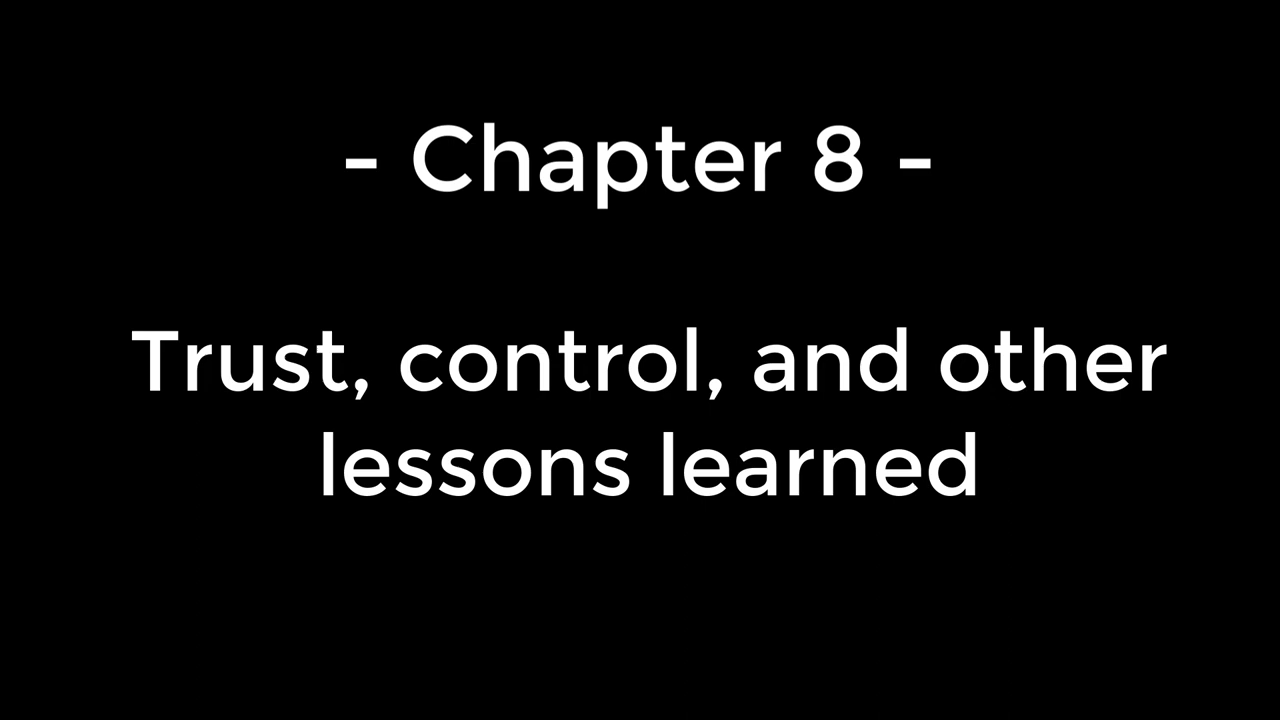 - Chapter 8 -
Trust, control, and other
lessons learned